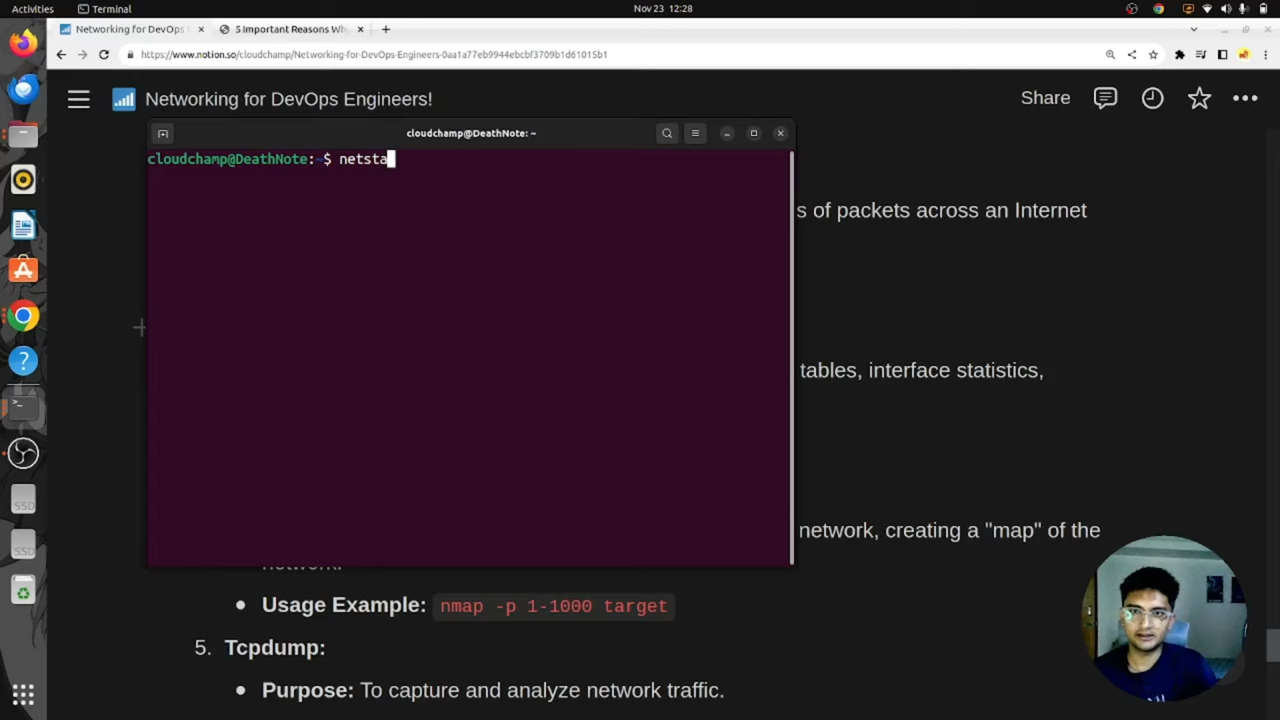 Activities
Terminal
Nov 23 12:28
Networking for DevOps
5 Important Reasons Wh
https://www.notion.so/cloudchamp/Networking-for-DevOps-Engineers-0aa1a77eb9944ebcbf3709b1d61015b1
Networking for DevOps Engineers!
Share
cloudchamp@DeathNote: ~
cloudchamp@DeathNote:~$ netsta
s of packets across an Internet
tables, interface statistics,
network, creating a "map" of the
network.
• Usage Example: nmap -p 1-1000 target
5. Tcpdump:
• Purpose: To capture and analyze network traffic.
SSD
SSD